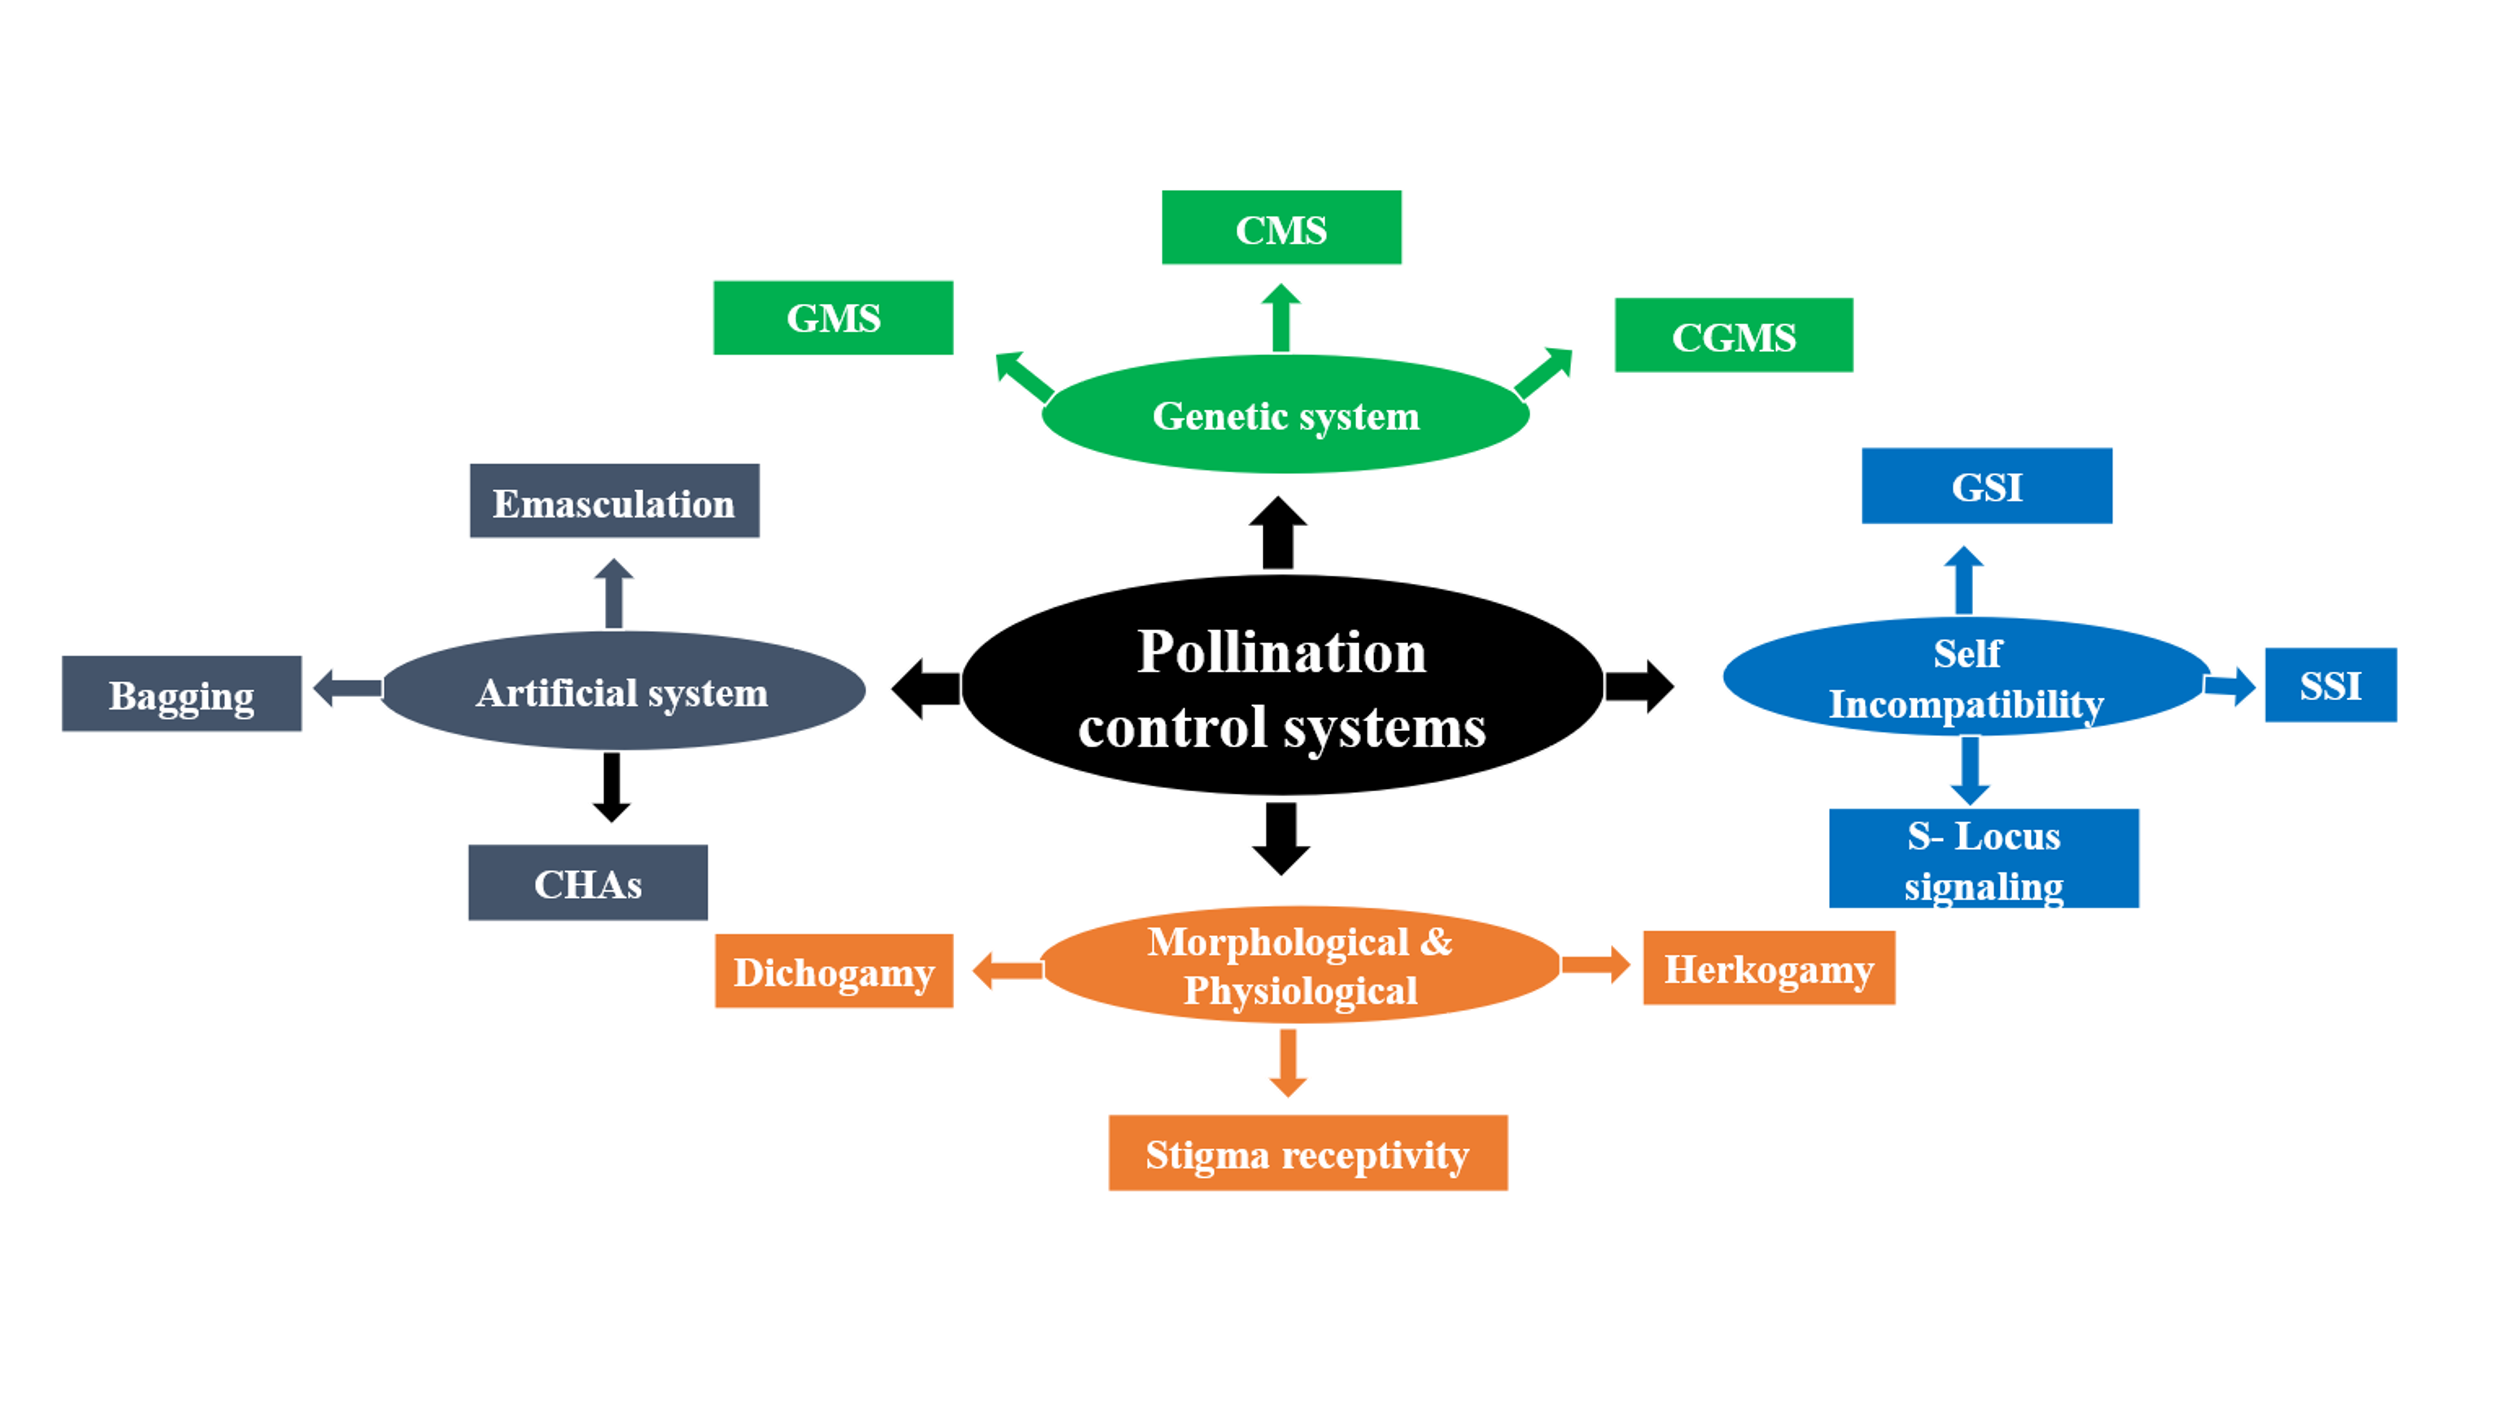 CMS
GMS
CGMS
Genetic system
GSI
Emasculation
Self
Incompatibility
SSI
Pollination
control systems
Artificial system
Bagging
S- Locus
signaling
CHAs
Morphological &
Physiological
Dichogamy
Herkogamy
Stigma receptivity